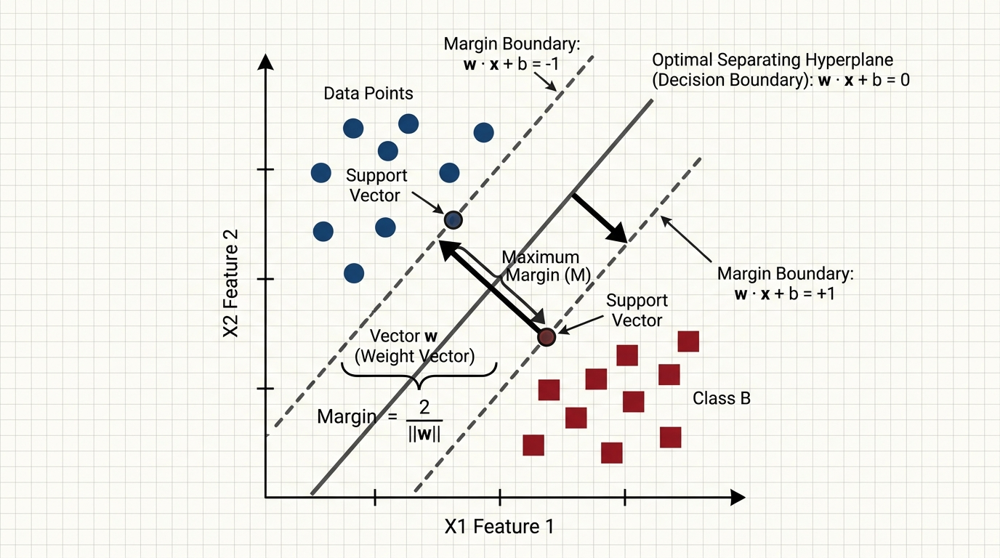 Margin Boundary:
w · x + b = -1
Optimal Separating Hyperplane
(Decision Boundary): w · x + b = 0
Data Points
Support
Vector
X2 Feature 2
Maximum
Margin (M)
Margin Boundary:
w · x + b = +1
Support
Vector
Vector w
(Weight Vector)
Margin = 2
||w||
Class B
X1 Feature 1